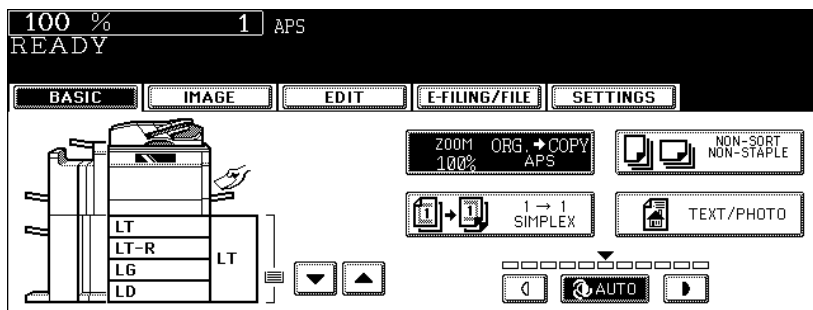 100 % 1 APS
READY
BASIC IMAGE EDIT E-FILING/FILE SETTINGS
ZOOM ORG.➔COPY
100% APS
NON-SORT
NON-STAPLE
1 → 1
SIMPLEX
TEXT/PHOTO
LT
LT-R
LG
LD
LT
AUTO